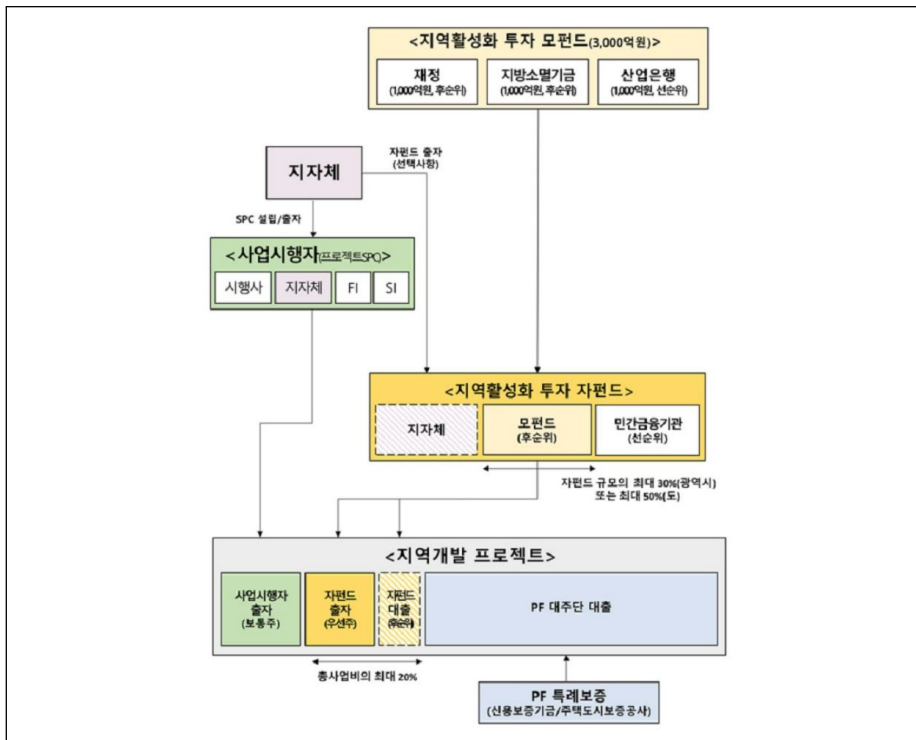 <지역활성화 투자 모펀드(3,000억원)>
재정
(1,000억원, 후순위)
지방소멸기금
(1,000억원, 후순위)
산업은행
(1,000억원, 선순위)
지자체
자펀드 출자
(선택사항)
SPC 설립/출자
<사업시행자(프로젝트SPC)>
시행사
지자체
FI
SI
<지역활성화 투자 자펀드>
지자체
모펀드
(후순위)
민간금융기관
(선순위)
자펀드 규모의 최대 30%(광역시)
또는 최대 50%(도)
<지역개발 프로젝트>
사업시행자
출자
(보통주)
자펀드
출자
(우선주)
자펀드
대출
(후순위)
PF 대주단 대출
총사업비의 최대 20%
PF 특례보증
(신용보증기금/주택도시보증공사)